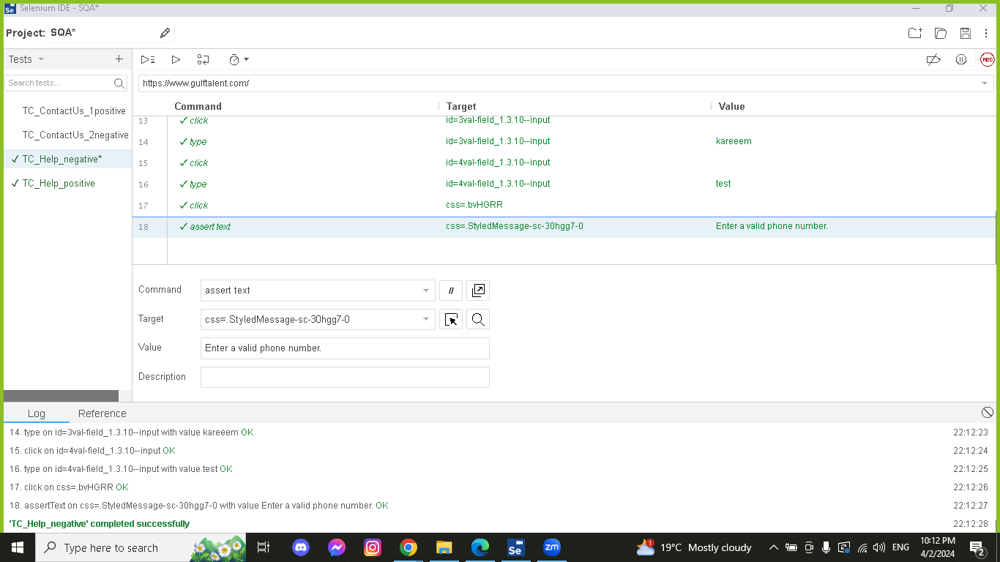 Selenium IDE - SQA*
Project: SQA*
Tests
Search tests...
TC_ContactUs_1positive
TC_ContactUs_2negative
✓ TC_Help_negative*
✓ TC_Help_positive
RED
https://www.gulftalent.com/
Command Target Value
13 ✓ click id=3val-field_1.3.10--input
14 ✓ type id=3val-field_1.3.10--input kareeem
15 ✓ click id=4val-field_1.3.10--input
16 ✓ type id=4val-field_1.3.10--input test
17 ✓ click css=.bvHGRR
18 ✓ assert text css=.StyledMessage-sc-30hgg7-0 Enter a valid phone number.
Command assert text //
Target css=.StyledMessage-sc-30hgg7-0
Value Enter a valid phone number.
Description
Log Reference
14. type on id=3val-field_1.3.10--input with value kareeem OK 22:12:23
15. click on id=4val-field_1.3.10--input OK 22:12:24
16. type on id=4val-field_1.3.10--input with value test OK 22:12:25
17. click on css=.bvHGRR OK 22:12:26
18. assertText on css=.StyledMessage-sc-30hgg7-0 with value Enter a valid phone number. OK 22:12:27
'TC_Help_negative' completed successfully 22:12:28
Type here to search
Se
zm
1
19°C Mostly cloudy
ENG
10:12 PM
4/2/2024
2